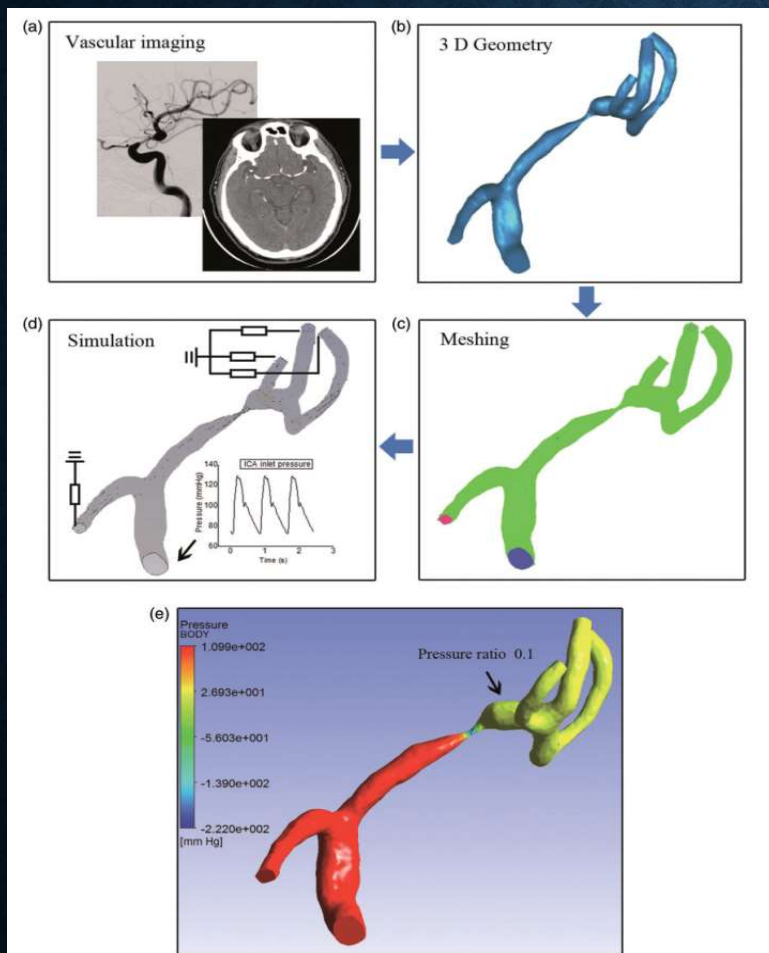 (a)
Vascular imaging
(b)
3 D Geometry
(d)
Simulation
ICA inlet pressure
Pressure (mmHg)
140
120
100
80
60
0
1
2
3
Time (s)
(c)
Meshing
(e)
Pressure
BODY
1.099e+002
2.693e+001
-5.603e+001
-1.390e+002
-2.220e+002
[mm Hg]
Pressure ratio 0.1